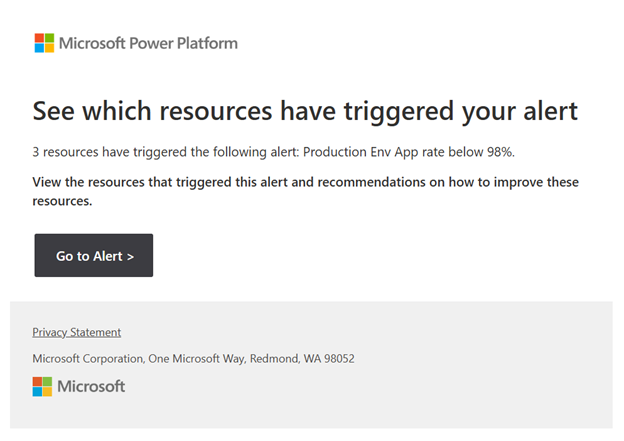 Microsoft Power Platform
See which resources have triggered your alert
3 resources have triggered the following alert: Production Env App rate below 98%.
View the resources that triggered this alert and recommendations on how to improve these
resources.
Go to Alert >
Privacy Statement
Microsoft Corporation, One Microsoft Way, Redmond, WA 98052
Microsoft